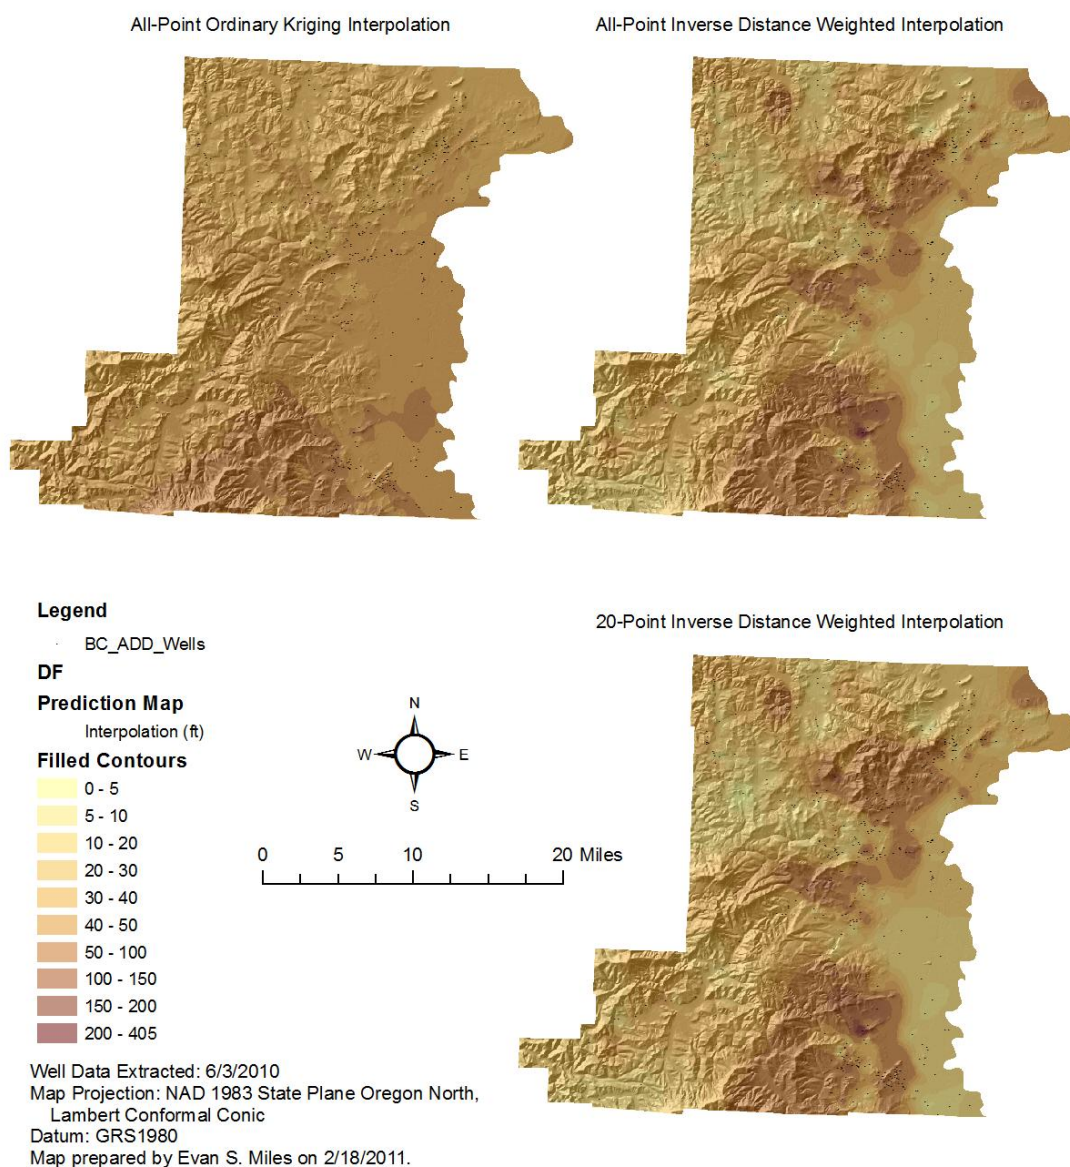 All-Point Ordinary Kriging Interpolation
All-Point Inverse Distance Weighted Interpolation
Legend
BC_ADD_Wells
DF
Prediction Map
Interpolation (ft)
Filled Contours
0 - 5
5 - 10
10 - 20
20 - 30
30 - 40
40 - 50
50 - 100
100 - 150
150 - 200
200 - 405
N
W E
S
0 5 10 20 Miles
20-Point Inverse Distance Weighted Interpolation
Well Data Extracted: 6/3/2010
Map Projection: NAD 1983 State Plane Oregon North,
Lambert Conformal Conic
Datum: GRS1980
Map prepared by Evan S. Miles on 2/18/2011.